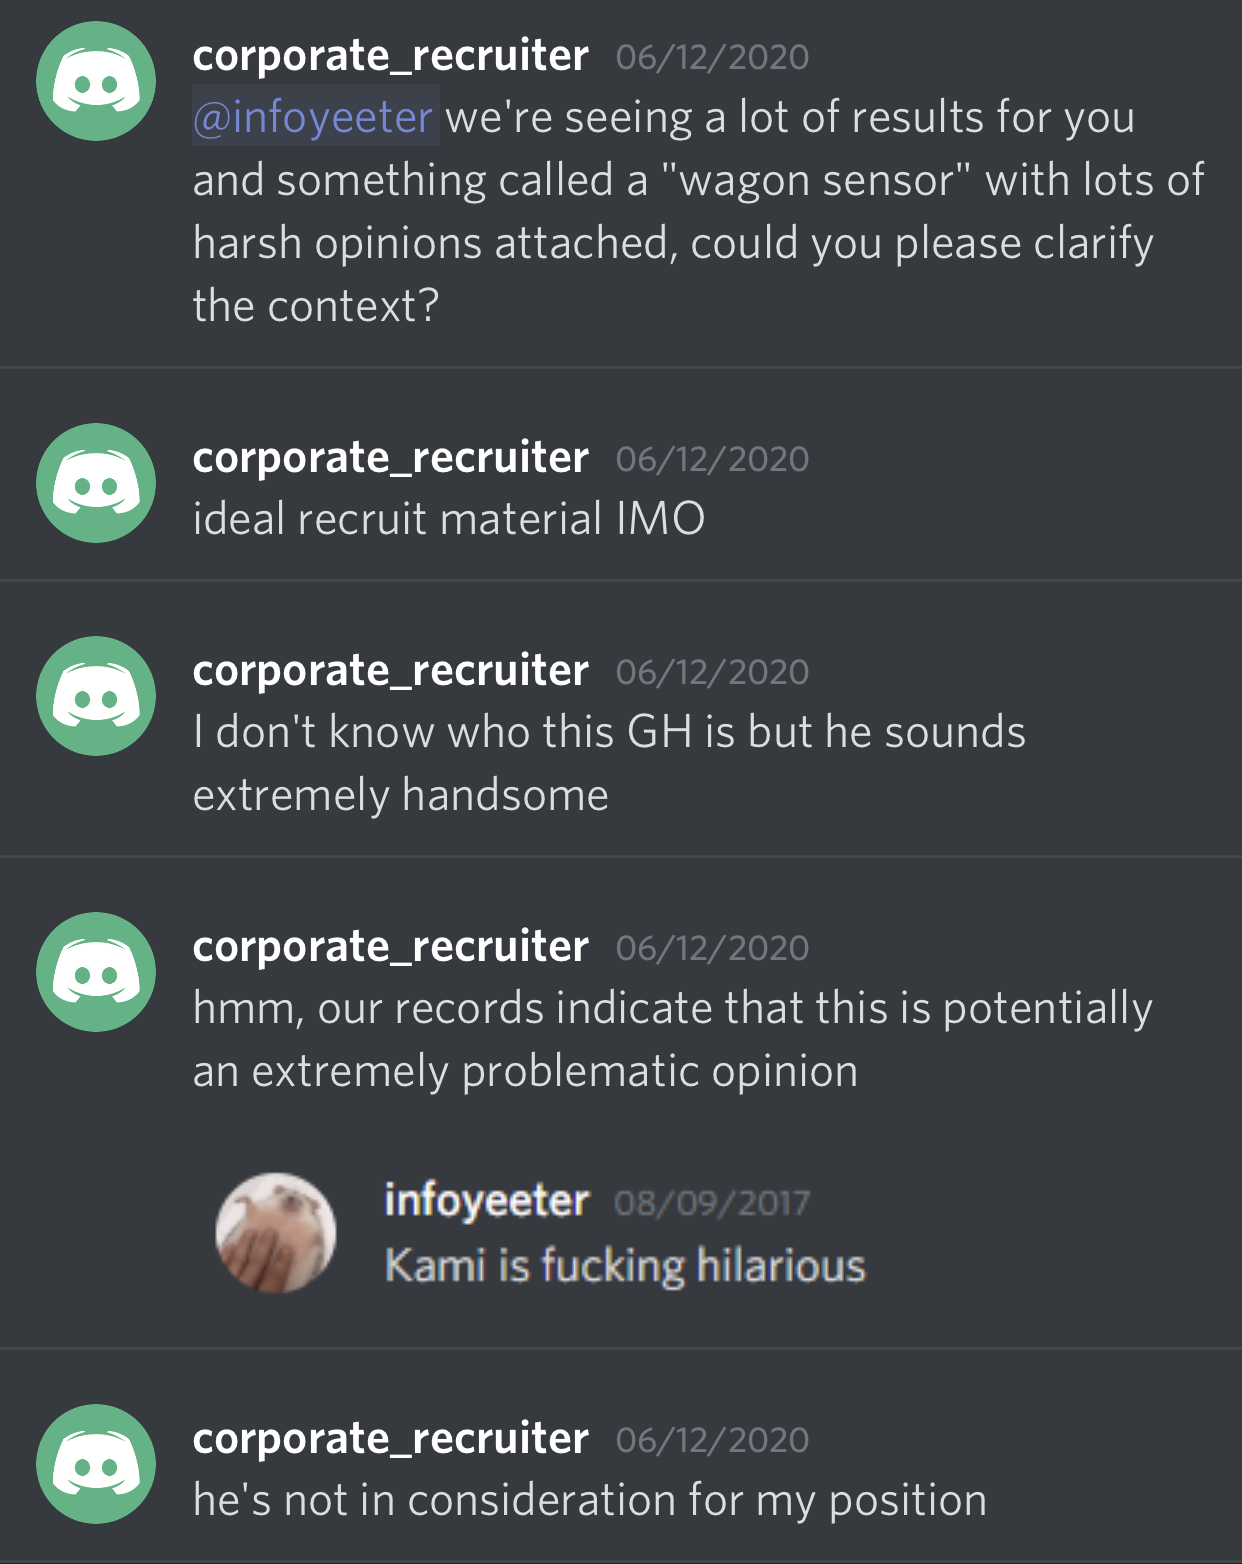 corporate_recruiter 06/12/2020
@infoyeeter we're seeing a lot of results for you
and something called a "wagon sensor" with lots of
harsh opinions attached, could you please clarify
the context?
corporate_recruiter 06/12/2020
ideal recruit material IMO
corporate_recruiter 06/12/2020
I don't know who this GH is but he sounds
extremely handsome
corporate_recruiter 06/12/2020
hmm, our records indicate that this is potentially
an extremely problematic opinion
infoyeeter 08/09/2017
Kami is fucking hilarious
corporate_recruiter 06/12/2020
he's not in consideration for my position